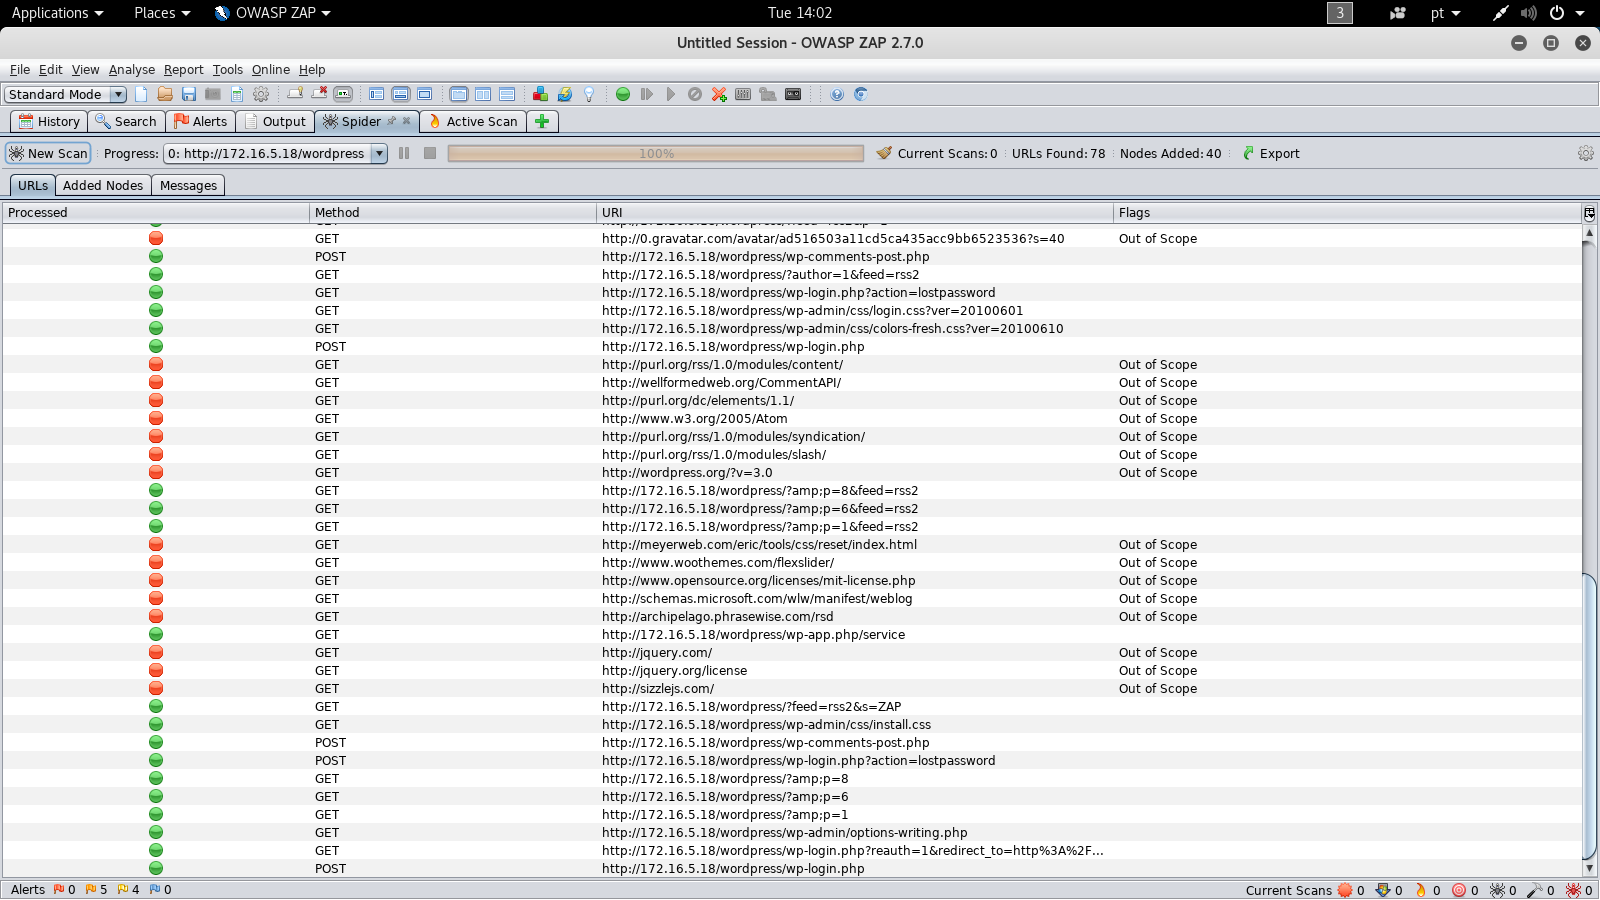 Applications Places OWASP ZAP Tue 14:02 3 pt
Untitled Session - OWASP ZAP 2.7.0
File Edit View Analyse Report Tools Online Help
Standard Mode
History Search Alerts Output Spider Active Scan
New Scan Progress: 0: http://172.16.5.18/wordpress 100% Current Scans: 0 URLs Found: 78 Nodes Added: 40 Export
URLs Added Nodes Messages
Processed Method URI Flags
GET http://0.gravatar.com/avatar/ad516503a11cd5ca435acc9bb6523536?s=40 Out of Scope
POST http://172.16.5.18/wordpress/wp-comments-post.php
GET http://172.16.5.18/wordpress/?author=1&feed=rss2
GET http://172.16.5.18/wordpress/wp-login.php?action=lostpassword
GET http://172.16.5.18/wordpress/wp-admin/css/login.css?ver=20100601
GET http://172.16.5.18/wordpress/wp-admin/css/colors-fresh.css?ver=20100610
POST http://172.16.5.18/wordpress/wp-login.php
GET http://purl.org/rss/1.0/modules/content/ Out of Scope
GET http://wellformedweb.org/CommentAPI/ Out of Scope
GET http://purl.org/dc/elements/1.1/ Out of Scope
GET http://www.w3.org/2005/Atom Out of Scope
GET http://purl.org/rss/1.0/modules/syndication/ Out of Scope
GET http://purl.org/rss/1.0/modules/slash/ Out of Scope
GET http://wordpress.org/?v=3.0 Out of Scope
GET http://172.16.5.18/wordpress/?amp;p=8&feed=rss2
GET http://172.16.5.18/wordpress/?amp;p=6&feed=rss2
GET http://172.16.5.18/wordpress/?amp;p=1&feed=rss2
GET http://meyerweb.com/eric/tools/css/reset/index.html Out of Scope
GET http://www.woothemes.com/flexslider/ Out of Scope
GET http://www.opensource.org/licenses/mit-license.php Out of Scope
GET http://schemas.microsoft.com/wlw/manifest/weblog Out of Scope
GET http://archipelago.phrasewise.com/rsd Out of Scope
GET http://172.16.5.18/wordpress/wp-app.php/service
GET http://jquery.com/ Out of Scope
GET http://jquery.org/license Out of Scope
GET http://sizzlejs.com/ Out of Scope
GET http://172.16.5.18/wordpress/?feed=rss2&s=ZAP
GET http://172.16.5.18/wordpress/wp-admin/css/install.css
POST http://172.16.5.18/wordpress/wp-comments-post.php
POST http://172.16.5.18/wordpress/wp-login.php?action=lostpassword
GET http://172.16.5.18/wordpress/?amp;p=8
GET http://172.16.5.18/wordpress/?amp;p=6
GET http://172.16.5.18/wordpress/?amp;p=1
GET http://172.16.5.18/wordpress/wp-admin/options-writing.php
GET http://172.16.5.18/wordpress/wp-login.php?reauth=1&redirect_to=http%3A%2F...
POST http://172.16.5.18/wordpress/wp-login.php
Alerts 0 5 4 0 Current Scans 0 0 0 0 0 0 0